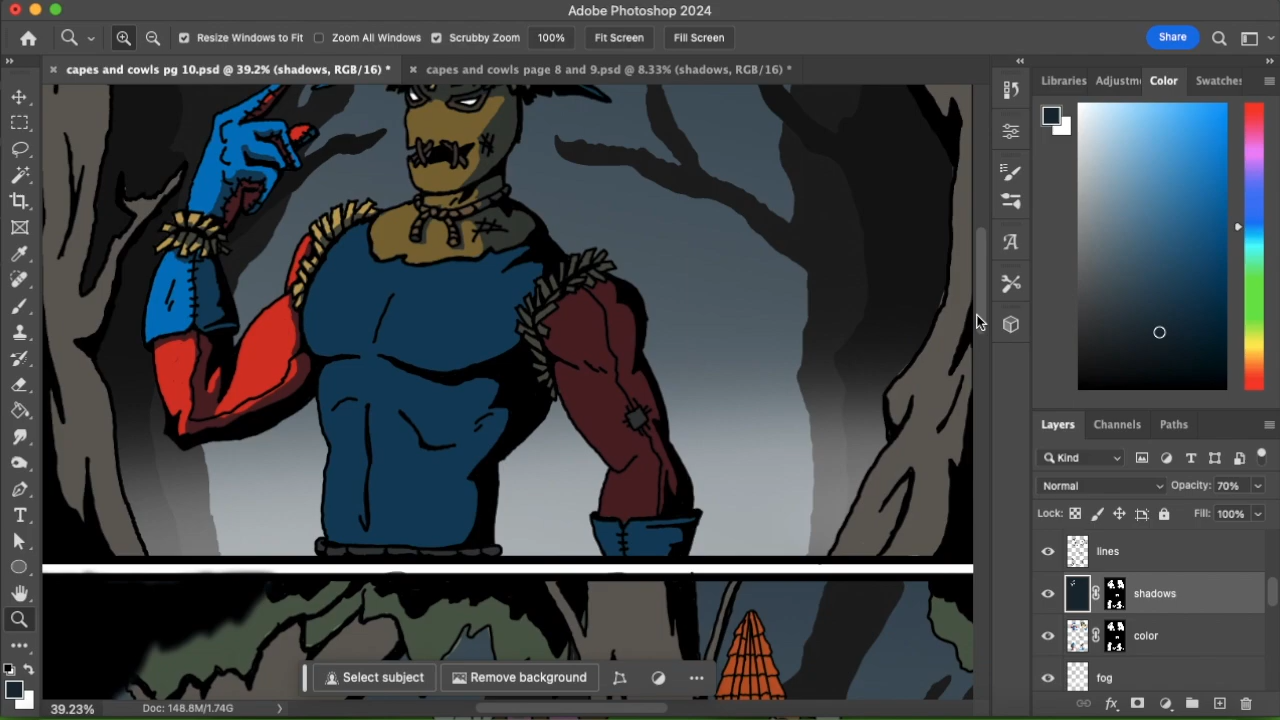 Adobe Photoshop 2024
Resize Windows to Fit Zoom All Windows Scrubby Zoom 100% Fit Screen Fill Screen Share
capes and cowls pg 10.psd @ 39.2% (shadows, RGB/16) * capes and cowls page 8 and 9.psd @ 8.33% (shadows, RGB/16) *
Libraries Adjustm Color Swatche
Layers Channels Paths
Kind
Normal Opacity: 70%
Lock: Fill: 100%
lines
shadows
color
fog
Select subject Remove background
39.23% Doc: 148.8M/1.74G